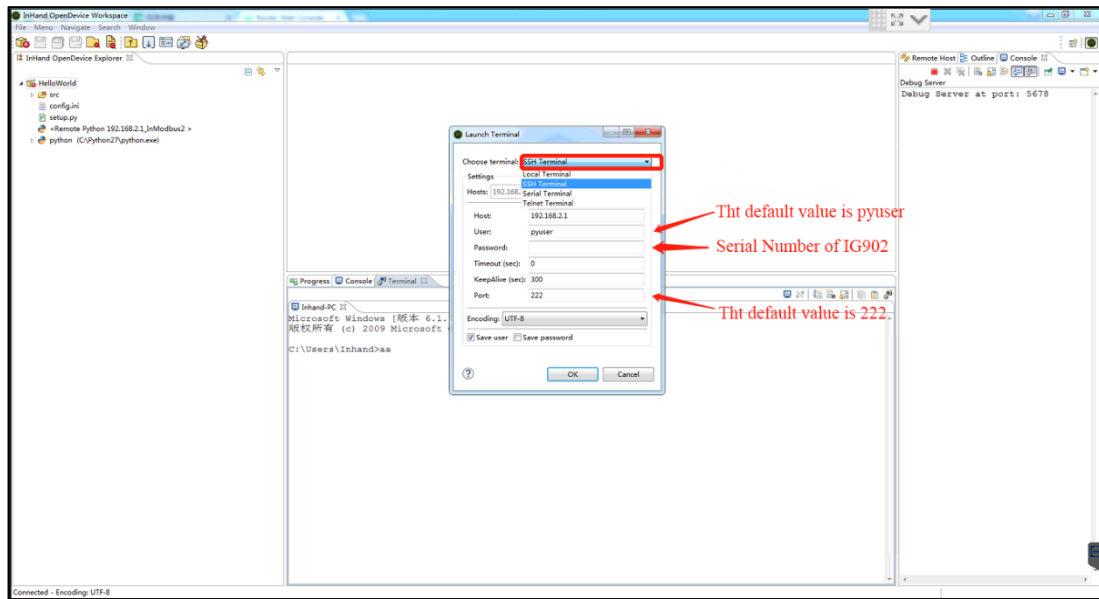 InHand OpenDevice Workspace
File Menu Navigate Search Window
InHand OpenDevice Explorer
HelloWorld
src
config.ini
setup.py
<Remote Python 192.168.2.1_InModbus2 >
python (C:\Python27\python.exe)
Launch Terminal
Choose terminal: SSH Terminal
Local Terminal
SSH Terminal
Serial Terminal
Telnet Terminal
Settings
Hosts: 192.168.
Host: 192.168.2.1
User: pyuser
Password:
Timeout (sec): 0
KeepAlive (sec): 300
Port: 222
Encoding: UTF-8
Save user Save password
OK Cancel
Tht default value is pyuser
Serial Number of IG902
Tht default value is 222.
Remote Host Outline Console
Debug Server
Debug Server at port: 5678
Progress Console Terminal
Inhand-PC
Microsoft Windows [版本 6.1.
版权所有 (c) 2009 Microsoft
C:\Users\Inhand>aa
Connected - Encoding: UTF-8